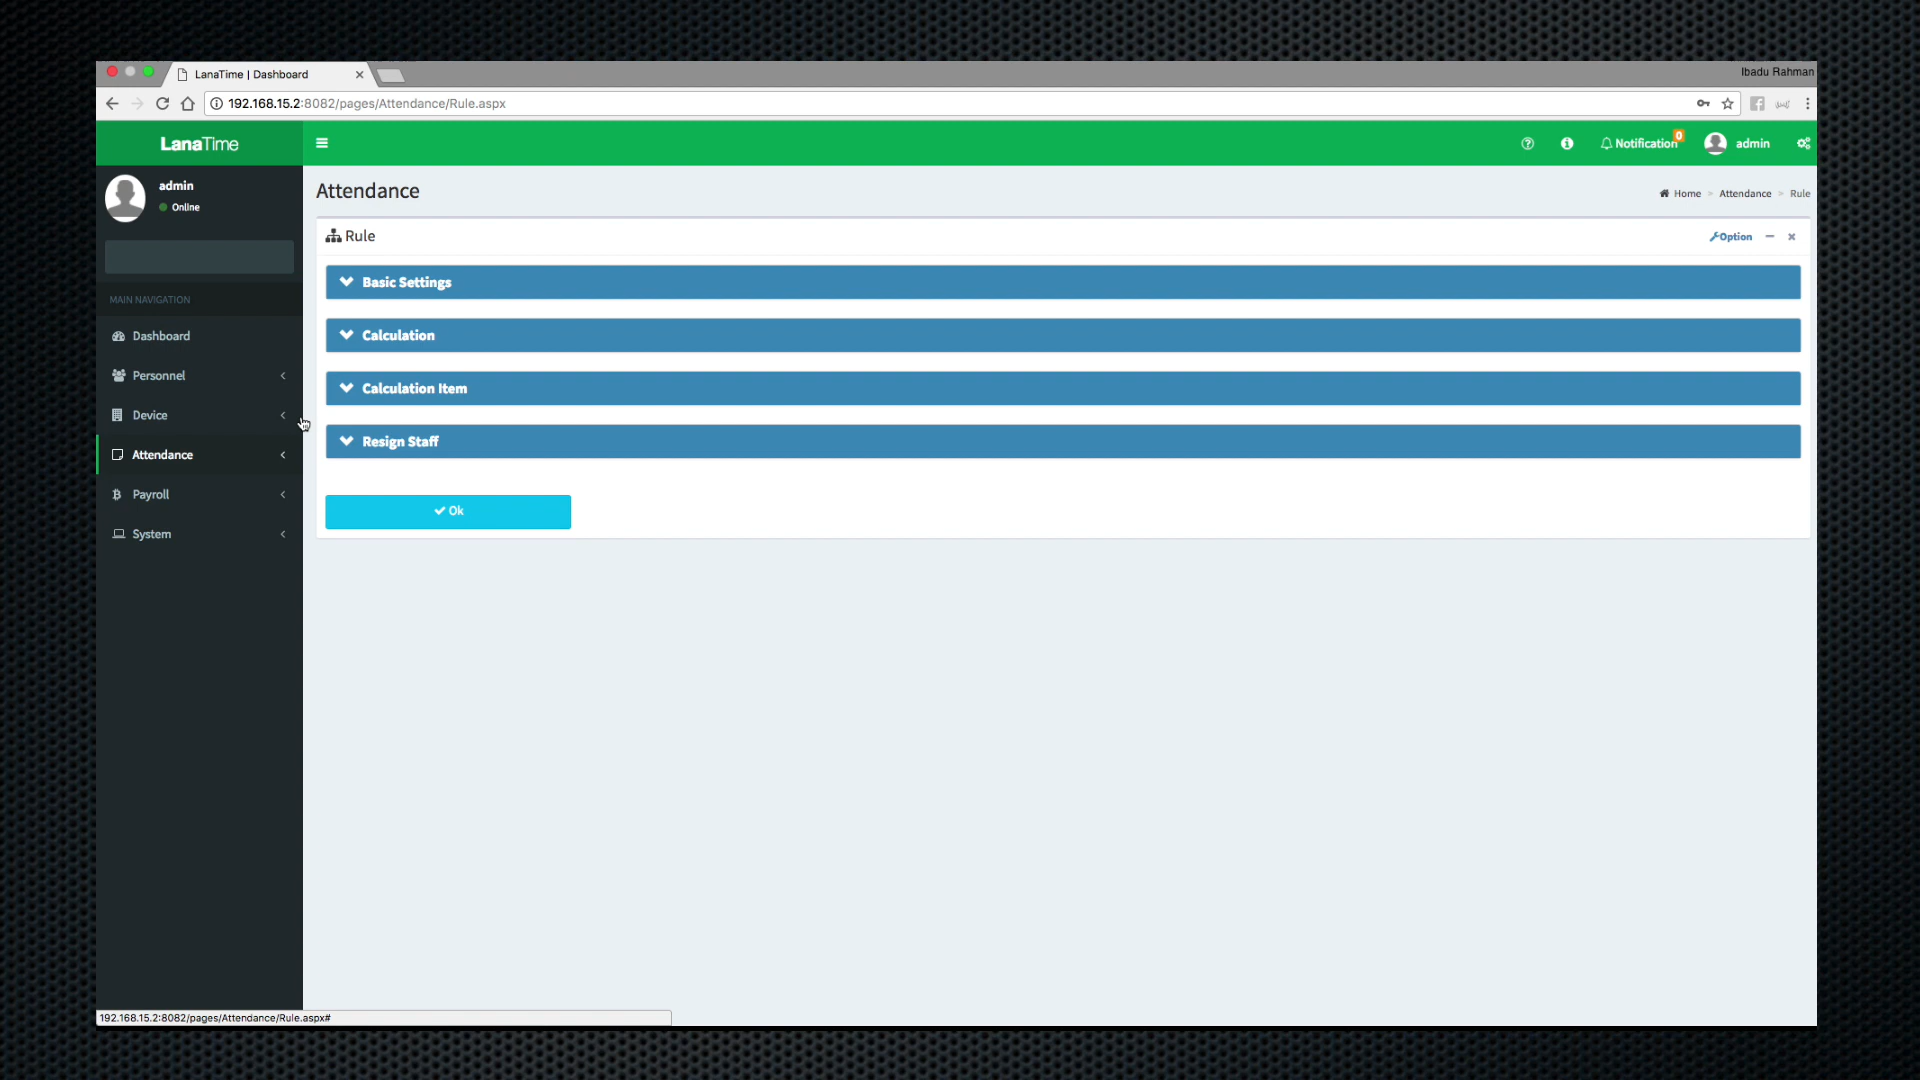 LanaTime | Dashboard
Ibadu Rahman
192.168.15.2:8082/pages/Attendance/Rule.aspx
LanaTime
Notification
0
admin
admin
Online
MAIN NAVIGATION
Dashboard
Personnel
Device
Attendance
Payroll
System
Attendance
Home > Attendance > Rule
Rule
Option
Basic Settings
Calculation
Calculation Item
Resign Staff
Ok
192.168.15.2:8082/pages/Attendance/Rule.aspx#